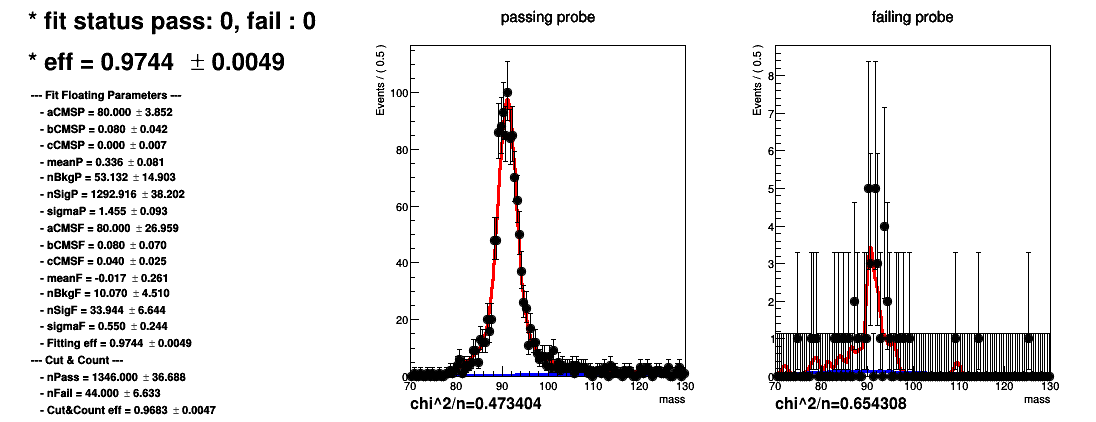 * fit status pass: 0, fail : 0
* eff = 0.9744 ± 0.0049
--- Fit Floating Parameters ---
- aCMSP = 80.000 ± 3.852
- bCMSP = 0.080 ± 0.042
- cCMSP = 0.000 ± 0.007
- meanP = 0.336 ± 0.081
- nBkgP = 53.132 ± 14.903
- nSigP = 1292.916 ± 38.202
- sigmaP = 1.455 ± 0.093
- aCMSF = 80.000 ± 26.959
- bCMSF = 0.080 ± 0.070
- cCMSF = 0.040 ± 0.025
- meanF = -0.017 ± 0.261
- nBkgF = 10.070 ± 4.510
- nSigF = 33.944 ± 6.644
- sigmaF = 0.550 ± 0.244
- Fitting eff = 0.9744 ± 0.0049
--- Cut & Count ---
- nPass = 1346.000 ± 36.688
- nFail = 44.000 ± 6.633
- Cut&Count eff = 0.9683 ± 0.0047
passing probe
Events / ( 0.5 )
100
80
60
40
20
0
70 80 90 100 110 120 130
mass
chi^2/n=0.473404
failing probe
Events / ( 0.5 )
8
7
6
5
4
3
2
1
0
70 80 90 100 110 120 130
mass
chi^2/n=0.654308